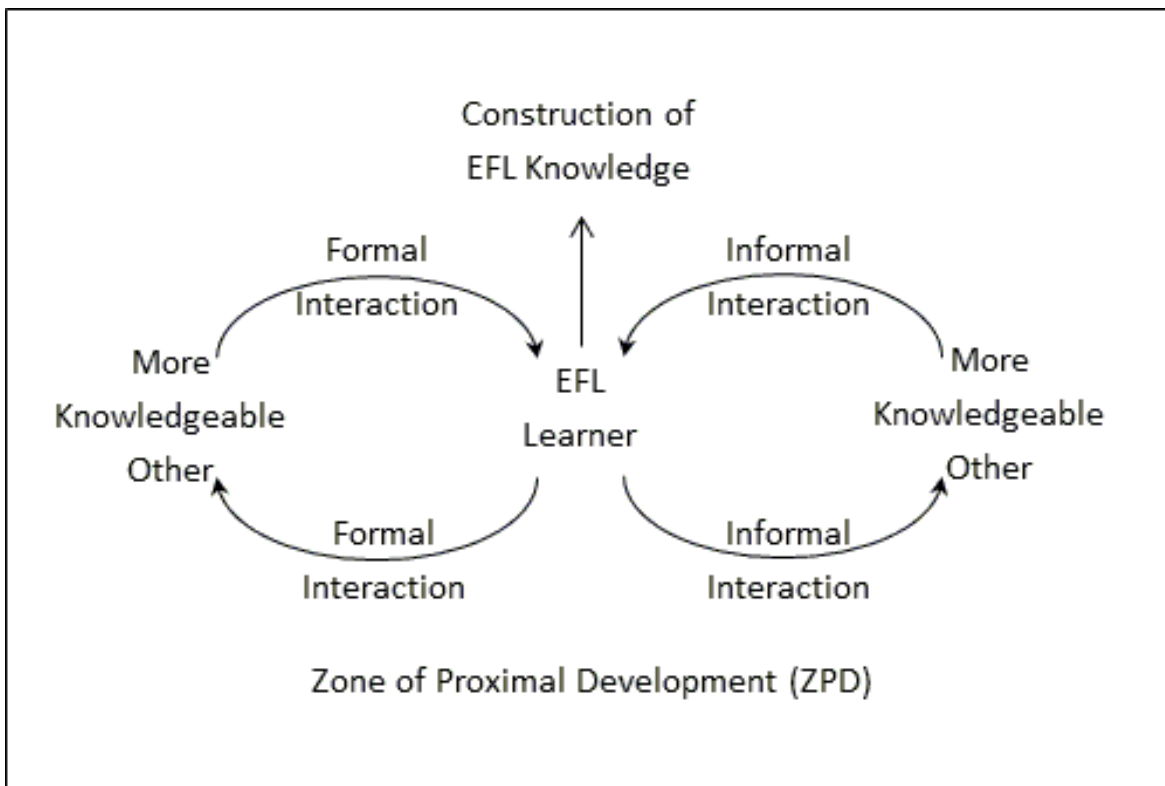 Construction of
EFL Knowledge
Formal
Interaction
Informal
Interaction
More
Knowledgeable
Other
EFL
Learner
More
Knowledgeable
Other
Formal
Interaction
Informal
Interaction
Zone of Proximal Development (ZPD)